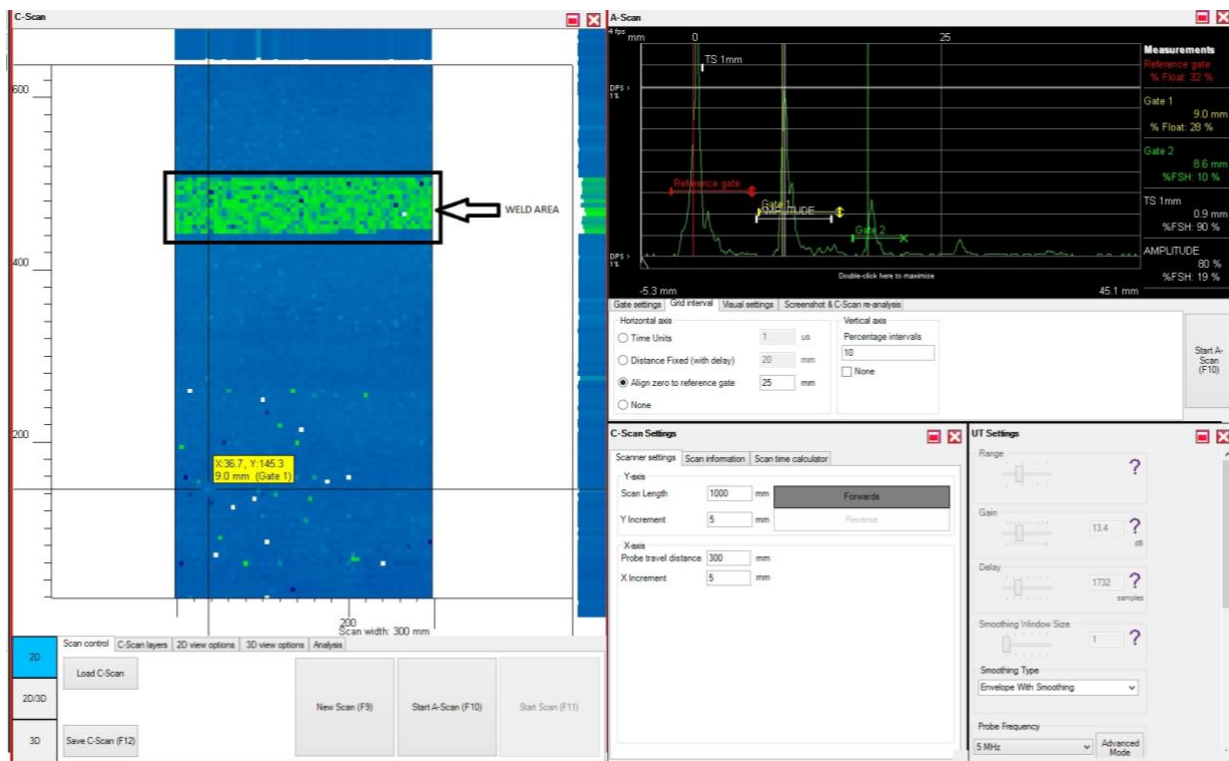 C-Scan
600
400
200
WELD AREA
X:36.7, Y:145.3
9.0 mm (Gate 1)
200
Scan width: 300 mm
2D
2D/3D
3D
Scan control
C-Scan layers
2D view options
3D view options
Analysis
Load C-Scan
New Scan (F9)
Start A-Scan (F10)
Start Scan (F11)
Save C-Scan (F12)
A-Scan
4 fps
mm
0
25
TS 1mm
DPS >
1%
Reference gate
Gate 1
AMPLITUDE
Gate 2
DPS >
1%
Double-click here to maximise
-5.3 mm
45.1 mm
Measurements
Reference gate
% Float: 32 %
Gate 1
9.0 mm
% Float: 28 %
Gate 2
8.6 mm
%FSH: 10 %
TS 1mm
0.9 mm
%FSH: 90 %
AMPLITUDE
80 %
%FSH: 19 %
Gate settings
Grid interval
Visual settings
Screenshot & C-Scan re-analysis
Horizontal axis
Time Units
1
us
Distance Fixed (with delay)
20
mm
Align zero to reference gate
25
mm
None
Vertical axis
Percentage intervals
10
None
Start A-
Scan
(F10)
C-Scan Settings
Scanner settings
Scan information
Scan time calculator
Y-axis
Scan Length
1000
mm
Forwards
Y Increment
5
mm
Reverse
X-axis
Probe travel distance
300
mm
X Increment
5
mm
UT Settings
Range
?
Gain
13.4
?
dB
Delay
1732
?
samples
Smoothing Window Size
1
?
Smoothing Type
Envelope With Smoothing
Probe Frequency
5 MHz
Advanced
Mode